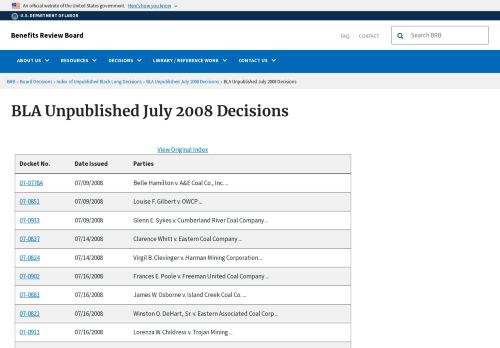 An official website of the United States government. Here's how you know
U.S. DEPARTMENT OF LABOR
Benefits Review Board
FAQ
CONTACT
Search BRB
ABOUT US
RESOURCES
DECISIONS
LIBRARY / REFERENCE WORK
CONTACT US
BRB › Board Decisions › Index of Unpublished Black Lung Decisions › BLA Unpublished July 2008 Decisions › BLA Unpublished July 2008 Decisions
BLA Unpublished July 2008 Decisions
View Original Index
Docket No. Date Issued Parties
07-0778A 07/09/2008 Belle Hamilton v. A&E Coal Co., Inc. ...
07-0851 07/09/2008 Louise F. Gilbert v. OWCP ...
07-0933 07/09/2008 Glenn E. Sykes v. Cumberland River Coal Company ...
07-0837 07/14/2008 Clarence Whitt v. Eastern Coal Company ...
07-0834 07/14/2008 Virgil B. Clevinger v. Harman Mining Corporation ...
07-0902 07/16/2008 Frances E. Poole v. Freeman United Coal Company ...
07-0883 07/16/2008 James W. Osborne v. Island Creek Coal Co. ...
07-0821 07/16/2008 Winston O. DeHart, Sr. v. Eastern Associated Coal Corp ...
07-0911 07/16/2008 Lorenza W. Childress v. Trojan Mining ...